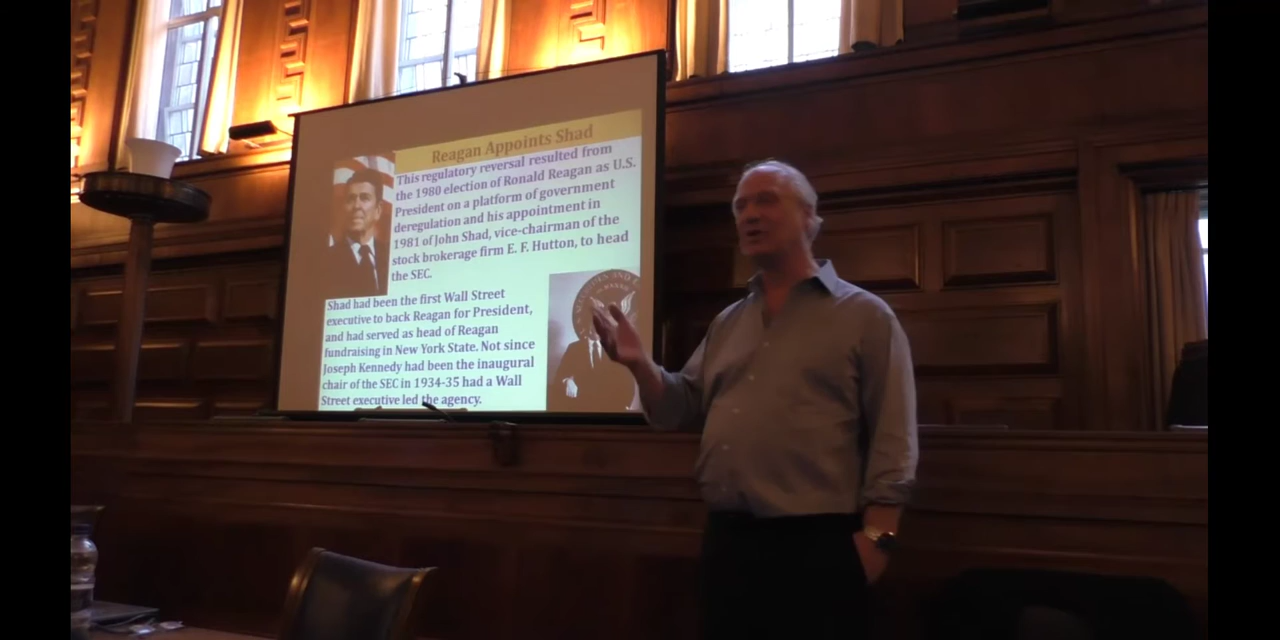 Reagan Appoints Shad
This regulatory reversal resulted from
the 1980 election of Ronald Reagan as U.S.
President on a platform of government
deregulation and his appointment in
1981 of John Shad, vice-chairman of the
stock brokerage firm E. F. Hutton, to head
the SEC.
Shad had been the first Wall Street
executive to back Reagan for President,
and had served as head of Reagan
fundraising in New York State. Not since
Joseph Kennedy had been the inaugural
chair of the SEC in 1934-35 had a Wall
Street executive led the agency.